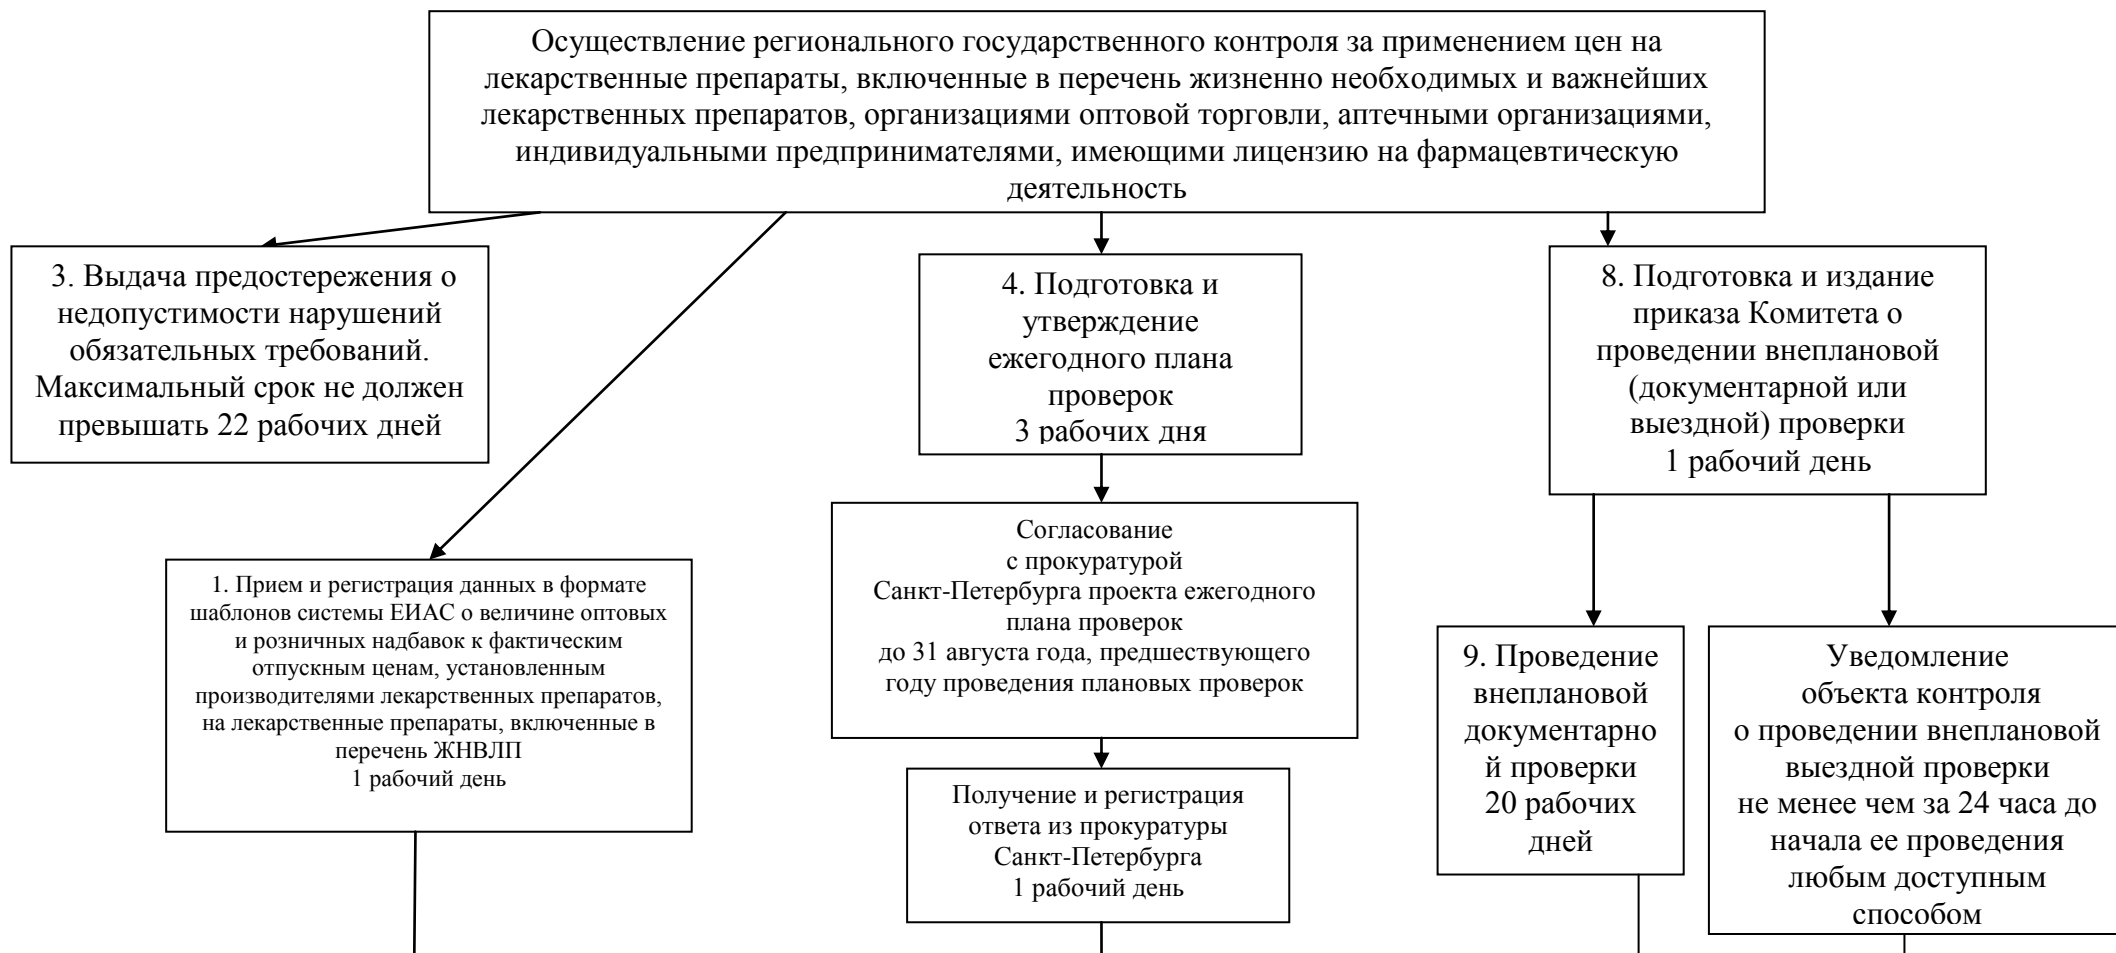 Осуществление регионального государственного контроля за применением цен на
лекарственные препараты, включенные в перечень жизненно необходимых и важнейших
лекарственных препаратов, организациями оптовой торговли, аптечными организациями,
индивидуальными предпринимателями, имеющими лицензию на фармацевтическую
деятельность
3. Выдача предостережения о
недопустимости нарушений
обязательных требований.
Максимальный срок не должен
превышать 22 рабочих дней
4. Подготовка и
утверждение
ежегодного плана
проверок
3 рабочих дня
8. Подготовка и издание
приказа Комитета о
проведении внеплановой
(документарной или
выездной) проверки
1 рабочий день
1. Прием и регистрация данных в формате
шаблонов системы ЕИАС о величине оптовых
и розничных надбавок к фактическим
отпускным ценам, установленным
производителями лекарственных препаратов,
на лекарственные препараты, включенные в
перечень ЖНВЛП
1 рабочий день
Согласование
с прокуратурой
Санкт-Петербурга проекта ежегодного
плана проверок
до 31 августа года, предшествующего
году проведения плановых проверок
Получение и регистрация
ответа из прокуратуры
Санкт-Петербурга
1 рабочий день
9. Проведение
внеплановой
документарно
й проверки
20 рабочих
дней
Уведомление
объекта контроля
о проведении внеплановой
выездной проверки
не менее чем за 24 часа до
начала ее проведения
любым доступным
способом